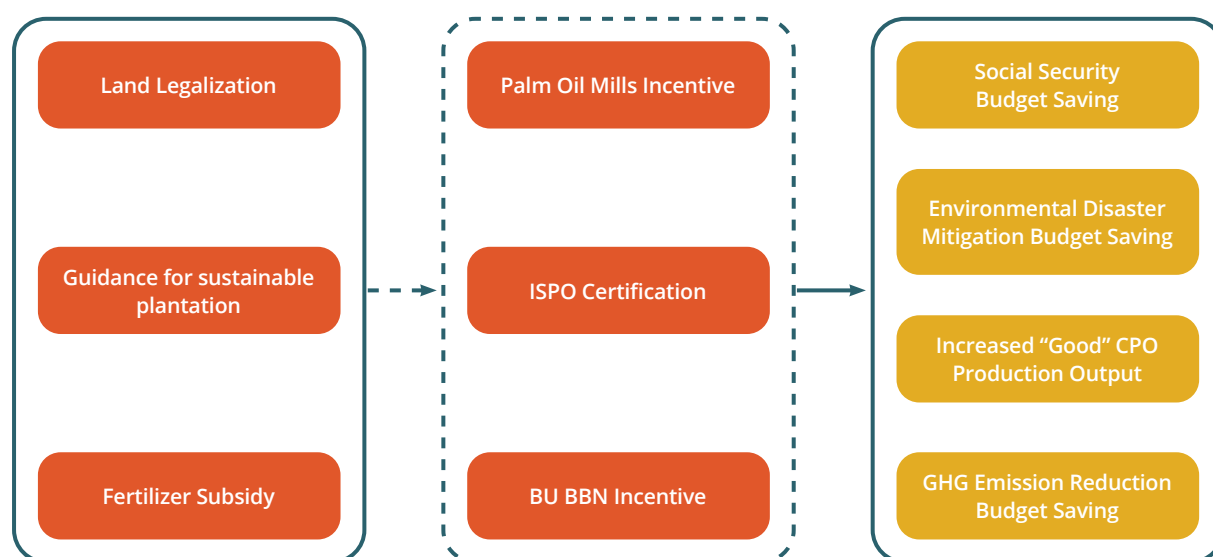 Land Legalization
Guidance for sustainable
plantation
Fertilizer Subsidy
Palm Oil Mills Incentive
ISPO Certification
BU BBN Incentive
Social Security
Budget Saving
Environmental Disaster
Mitigation Budget Saving
Increased “Good” CPO
Production Output
GHG Emission Reduction
Budget Saving